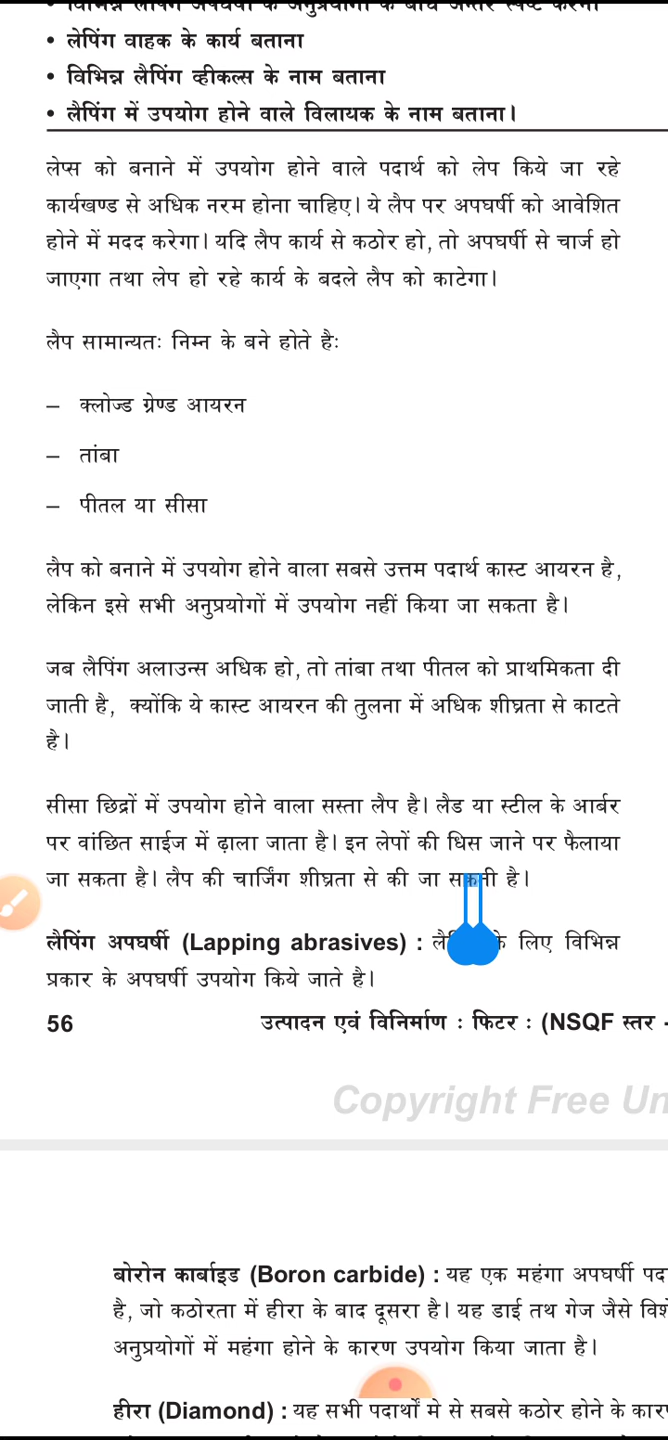 • लेपिंग वाहक के कार्य बताना
• विभिन्न लैपिंग व्हीकल्स के नाम बताना
• लैपिंग में उपयोग होने वाले विलायक के नाम बताना।
लेप्स को बनाने में उपयोग होने वाले पदार्थ को लेप किये जा रहे
कार्यखण्ड से अधिक नरम होना चाहिए। ये लैप पर अपघर्षी को आवेशित
होने में मदद करेगा। यदि लैप कार्य से कठोर हो, तो अपघर्षी से चार्ज हो
जाएगा तथा लेप हो रहे कार्य के बदले लैप को काटेगा।
लैप सामान्यतः निम्न के बने होते हैः
– क्लोज्ड ग्रेण्ड आयरन
– तांबा
– पीतल या सीसा
लैप को बनाने में उपयोग होने वाला सबसे उत्तम पदार्थ कास्ट आयरन है,
लेकिन इसे सभी अनुप्रयोगों में उपयोग नहीं किया जा सकता है।
जब लैपिंग अलाउन्स अधिक हो, तो तांबा तथा पीतल को प्राथमिकता दी
जाती है, क्योंकि ये कास्ट आयरन की तुलना में अधिक शीघ्रता से काटते
है।
सीसा छिद्रों में उपयोग होने वाला सस्ता लैप है। लैड या स्टील के आर्बर
पर वांछित साईज में ढ़ाला जाता है। इन लेपों की धिस जाने पर फैलाया
जा सकता है। लैप की चार्जिंग शीघ्रता से की जा सकती है।
लैपिंग अपघर्षी (Lapping abrasives) : के लिए विभिन्न
प्रकार के अपघर्षी उपयोग किये जाते है।
56 उत्पादन एवं विनिर्माण : फिटर : (NSQF स्तर -
Copyright Free Un
बोरोन कार्बाइड (Boron carbide) : यह एक महंगा अपघर्षी पद
है, जो कठोरता में हीरा के बाद दूसरा है। यह डाई तथ गेज जैसे
अनुप्रयोगों में महंगा होने के कारण उपयोग किया जाता है।
हीरा (Diamond) : यह सभी पदार्थों मे से सबसे कठोर होने के